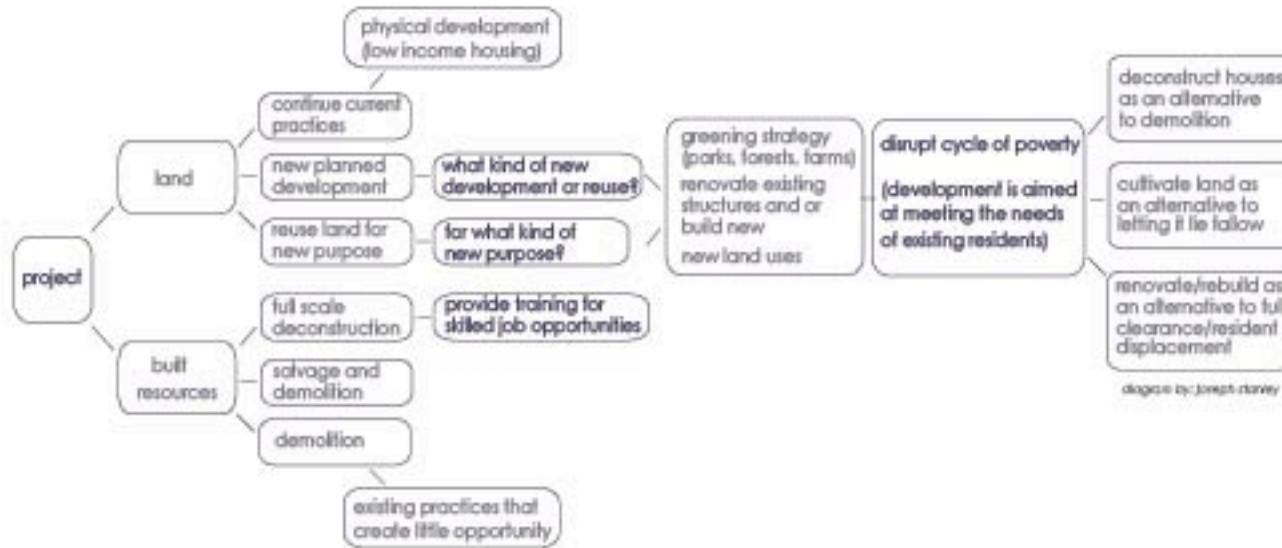 physical development
(low income housing)
continue current
practices
land
new planned
development
what kind of new
development or reuse?
reuse land for
new purpose
for what kind of
new purpose?
project
full scale
deconstruction
provide training for
skilled job opportunities
built
resources
salvage and
demolition
demolition
existing practices that
create little opportunity
greening strategy
(parks, forests, farms)
renovate existing
structures and or
build new
new land uses
disrupt cycle of poverty
(development is aimed
at meeting the needs
of existing residents)
deconstruct houses
as an alternative
to demolition
cultivate land as
an alternative to
letting it lie fallow
renovate/rebuild as
an alternative to full
clearance/resident
displacement
diagram by: joseph stanley